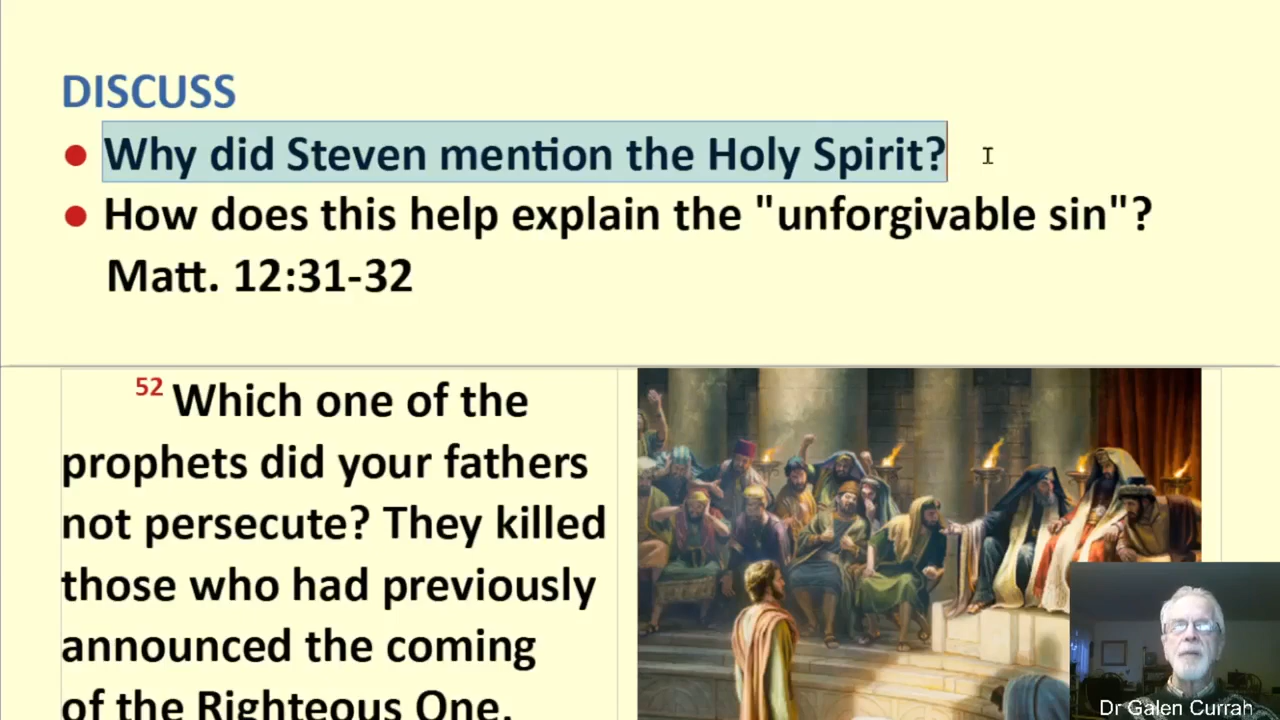 DISCUSS
● Why did Steven mention the Holy Spirit?
● How does this help explain the "unforgivable sin"?
Matt. 12:31-32
52 Which one of the
prophets did your fathers
not persecute? They killed
those who had previously
announced the coming
of the Righteous One.
Dr Galen Currah